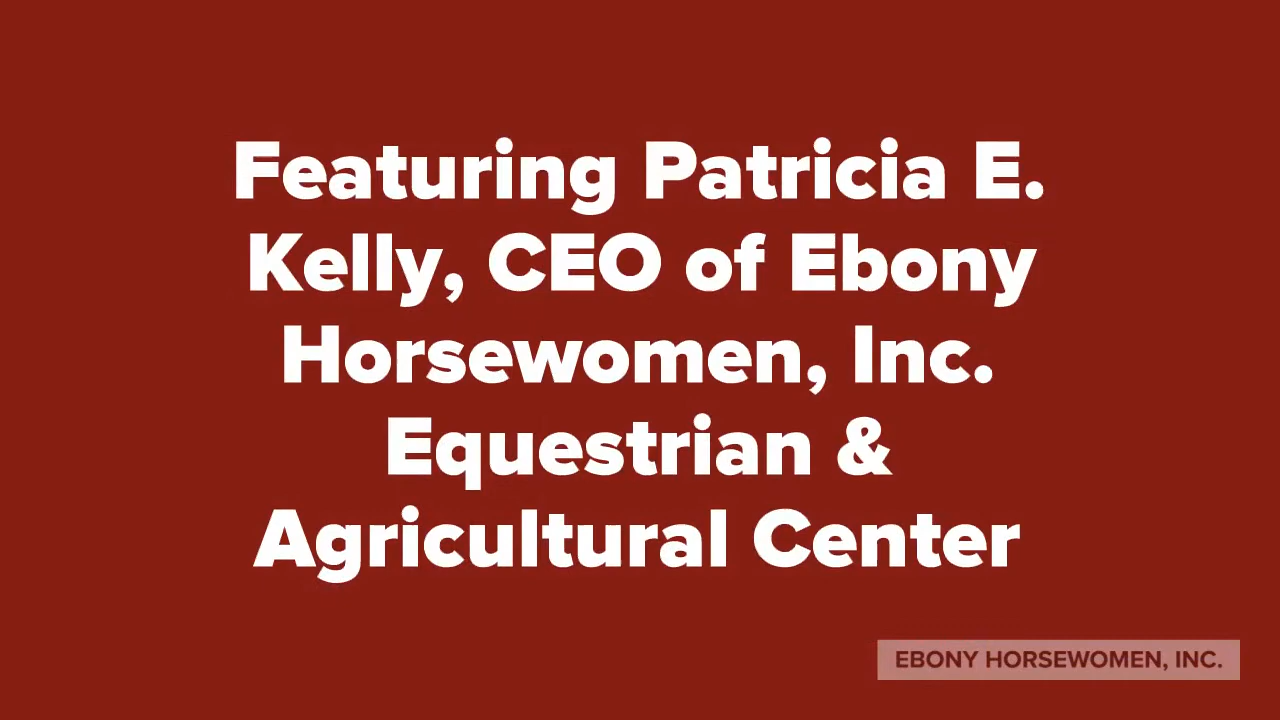 Featuring Patricia E.
Kelly, CEO of Ebony
Horsewomen, Inc.
Equestrian &
Agricultural Center
EBONY HORSEWOMEN, INC.